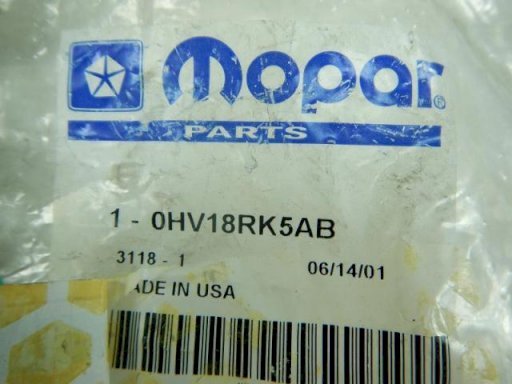 Mopar®
PARTS
1 - 0HV18RK5AB
3118 - 1 06/14/01
ADE IN USA